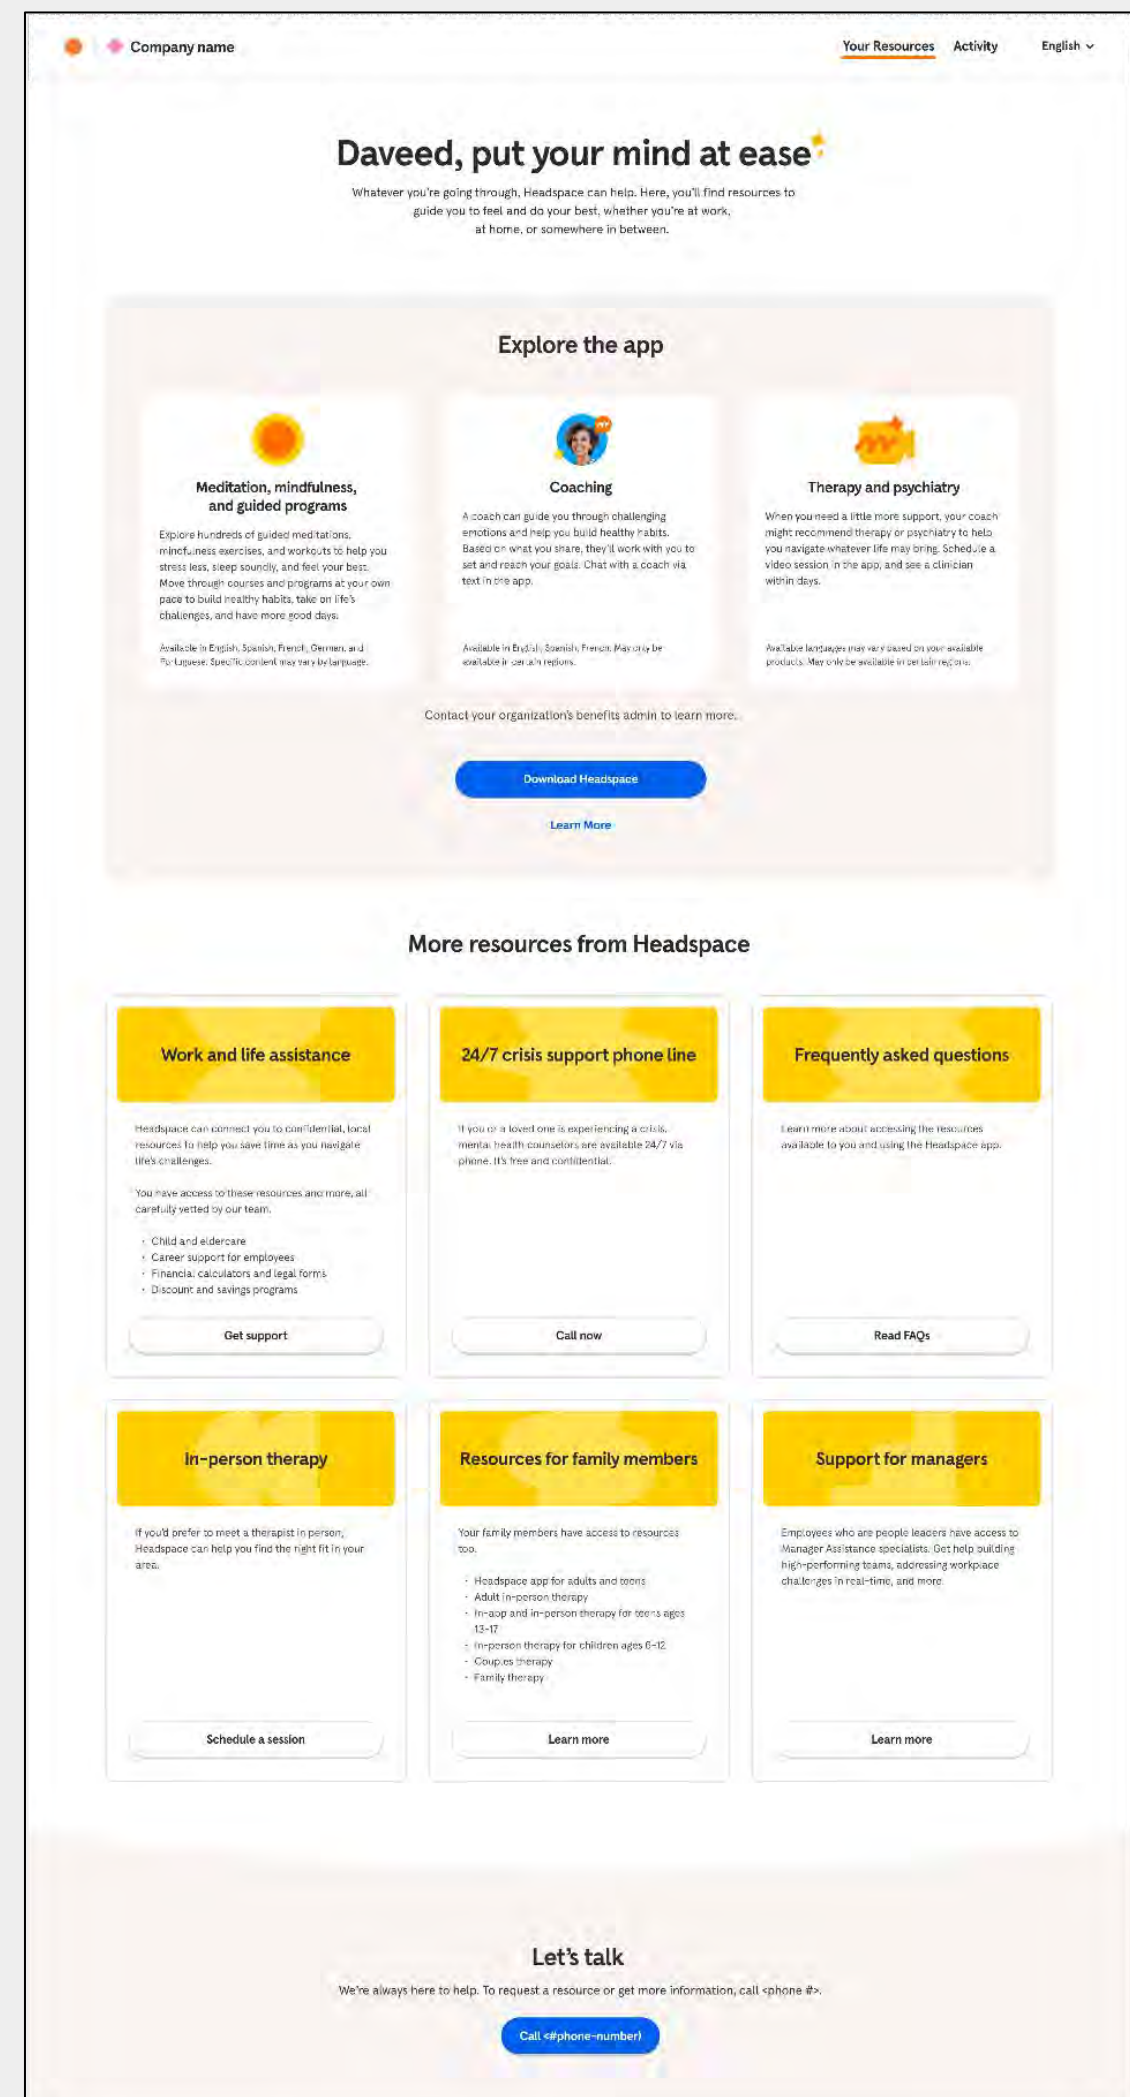 Company name
Your Resources
Activity
English
Daveed, put your mind at ease
Whatever you're going through, Headspace can help. Here, you'll find resources to
guide you to feel and do your best, whether you're at work,
at home, or somewhere in between.
Explore the app
Meditation, mindfulness,
and guided programs
Explore hundreds of guided meditations,
mindfulness exercises, and workouts to help you
stress less, sleep soundly, and feel your best.
Move through courses and programs at your own
pace to build healthy habits, take on life's
challenges, and have more good days.
Available in English, Spanish, French, German, and
Portuguese. Specific content may vary by language.
Coaching
A coach can guide you through challenging
emotions and help you build healthy habits.
Based on what you share, they'll work with you to
set and reach your goals. Chat with a coach via
text in the app.
Available in English, Spanish, French. May only be
available in certain regions.
Therapy and psychiatry
When you need a little more support, your coach
might recommend therapy or psychiatry to help
you navigate whatever life may bring. Schedule a
video session in the app, and see a clinician
within days.
Available languages may vary based on your available
products. May only be available in certain regions.
Contact your organization's benefits admin to learn more.
Download Headspace
Learn More
More resources from Headspace
Work and life assistance
Headspace can connect you to confidential, local
resources to help you save time as you navigate
life's challenges.
You have access to these resources and more, all
carefully vetted by our team.
· Child and eldercare
· Career support for employees
· Financial calculators and legal forms
· Discount and savings programs
Get support
24/7 crisis support phone line
If you or a loved one is experiencing a crisis,
mental health counselors are available 24/7 via
phone. It's free and confidential.
Call now
Frequently asked questions
Learn more about accessing the resources
available to you and using the Headspace app.
Read FAQs
In-person therapy
If you'd prefer to meet a therapist in person,
Headspace can help you find the right fit in your
area.
Schedule a session
Resources for family members
Your family members have access to resources
too.
· Headspace app for adults and teens
· Adult in-person therapy
· In-app and in-person therapy for teens ages
13-17
· In-person therapy for children ages 6-12
· Couples therapy
· Family therapy
Learn more
Support for managers
Employees who are people leaders have access to
Manager Assistance specialists. Get help building
high-performing teams, addressing workplace
challenges in real-time, and more.
Learn more
Let's talk
We're always here to help. To request a resource or get more information, call <phone #>.
Call <#phone-number)